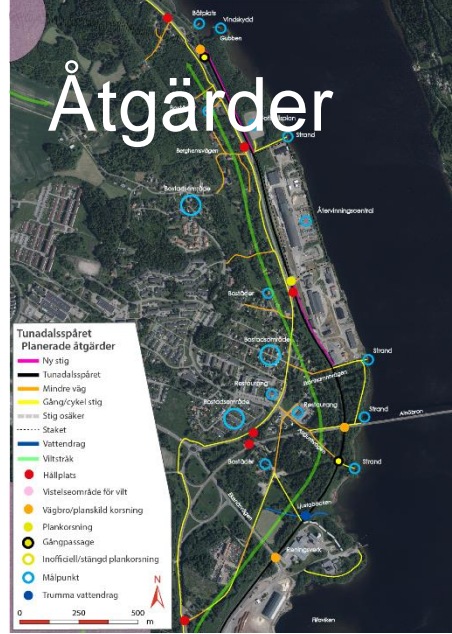 Båtplats
Vindskydd
Gubben
Åtgärder
Strand
Berghemsvägen
Bostadsområde
Återvinningscentral
Bostäder
Bostadsområde
Strand
Restaurang
Restaurang
Bostadsområde
Strand
Alnöbron
Bostäder
Strand
Ljustabäcken
Reningsverk
Tunadalsspåret
Planerade åtgärder
Ny stig
Tunadalsspåret
Mindre väg
Gång/cykel stig
Stig osäker
Staket
Vattendrag
Viltstråk
Hållplats
Vistelseområde för vilt
Vägbro/planskild korsning
Plankorsning
Gångpassage
Inofficiell/stängd plankorsning
Målpunkt
Trumma vattendrag
N
0 250 500
m